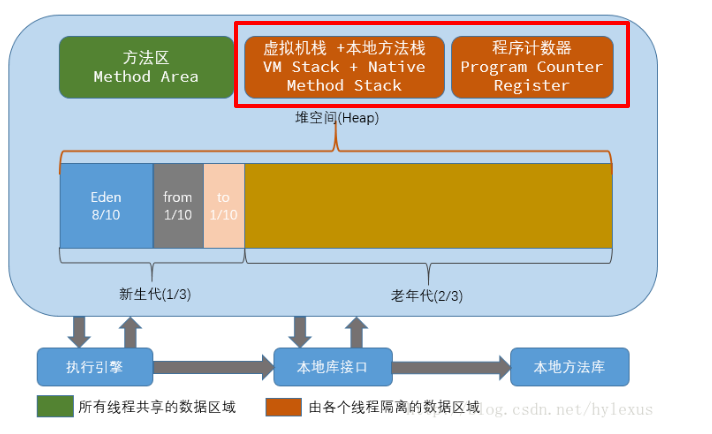 方法区
Method Area
虚拟机栈 +本地方法栈
VM Stack + Native
Method Stack
程序计数器
Program Counter
Register
堆空间(Heap)
Eden
8/10
from
1/10
to
1/10
新生代(1/3)
老年代(2/3)
执行引擎
本地库接口
本地方法库
所有线程共享的数据区域
由各个线程隔离的数据区域
http://blog.csdn.net/hylexus